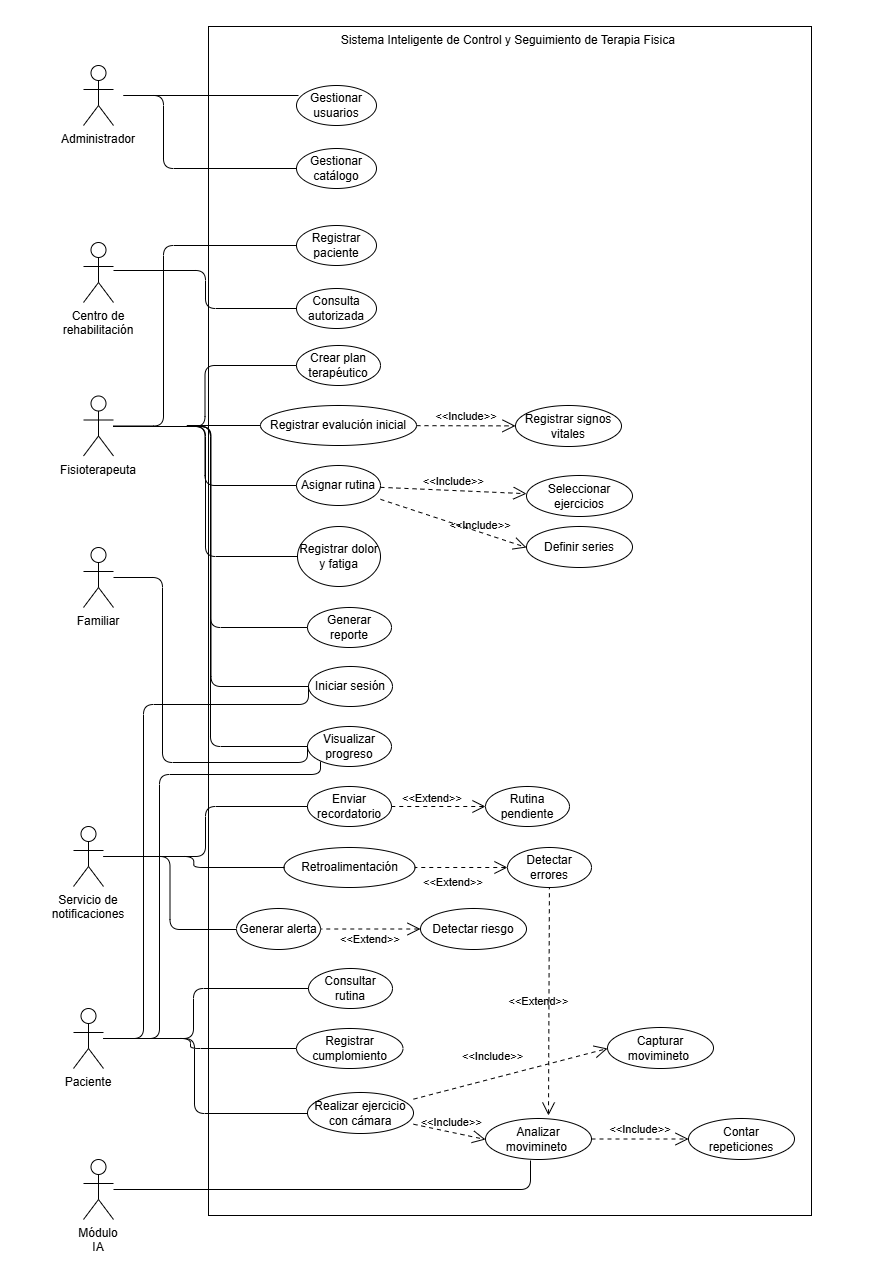 Sistema Inteligente de Control y Seguimiento de Terapia Fisica
Administrador
Gestionar
usuarios
Gestionar
catálogo
Registrar
paciente
Centro de
rehabilitación
Consulta
autorizada
Crear plan
terapéutico
Fisioterapeuta
Registrar evalución inicial
<<Include>>
Registrar signos
vitales
Asignar rutina
<<Include>>
Seleccionar
ejercicios
<<Include>>
Definir series
Registrar dolor
y fatiga
Familiar
Generar
reporte
Iniciar sesión
Visualizar
progreso
Enviar
recordatorio
<<Extend>>
Rutina
pendiente
Servicio de
notificaciones
Retroalimentación
<<Extend>>
Detectar
errores
Generar alerta
<<Extend>>
Detectar riesgo
Consultar
rutina
<<Extend>>
Paciente
Registrar
cumplomiento
<<Include>>
Capturar
movimineto
Realizar ejercicio
con cámara
<<Include>>
Analizar
movimineto
<<Include>>
Contar
repeticiones
Módulo
IA